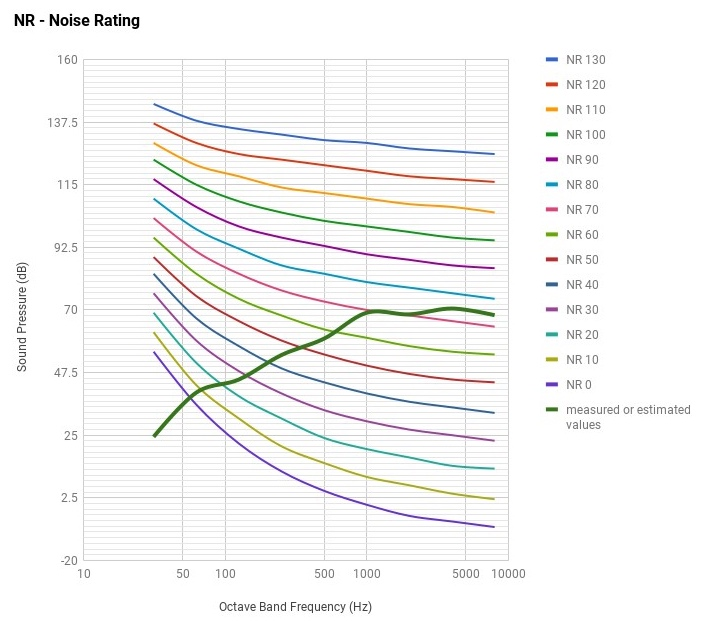 NR - Noise Rating
160
137.5
115
92.5
70
47.5
25
2.5
-20
Sound Pressure (dB)
10
50
100
500
1000
5000
10000
Octave Band Frequency (Hz)
NR 130
NR 120
NR 110
NR 100
NR 90
NR 80
NR 70
NR 60
NR 50
NR 40
NR 30
NR 20
NR 10
NR 0
measured or estimated
values